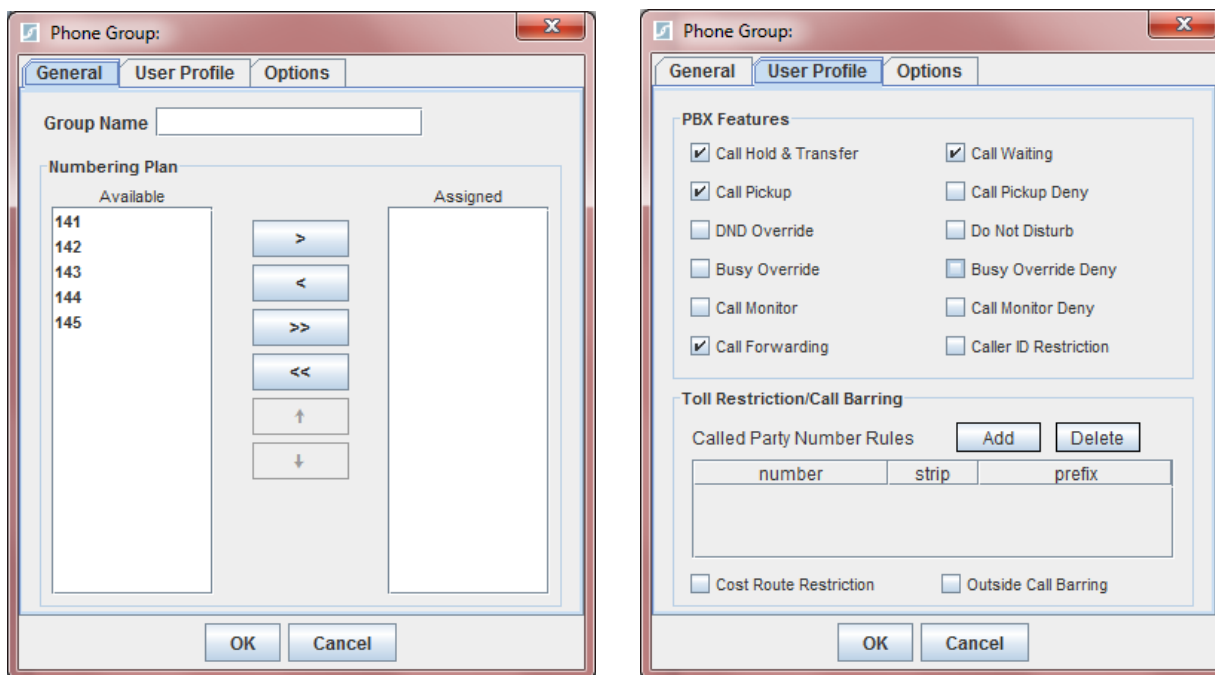 Phone Group:
x
General User Profile Options
Group Name
Numbering Plan
Available Assigned
141
142
143
144
145
>
<
>>
<<
↑
↓
OK Cancel
Phone Group:
x
General User Profile Options
PBX Features
Call Hold & Transfer Call Waiting
Call Pickup Call Pickup Deny
DND Override Do Not Disturb
Busy Override Busy Override Deny
Call Monitor Call Monitor Deny
Call Forwarding Caller ID Restriction
Toll Restriction/Call Barring
Called Party Number Rules Add Delete
number strip prefix
Cost Route Restriction Outside Call Barring
OK Cancel